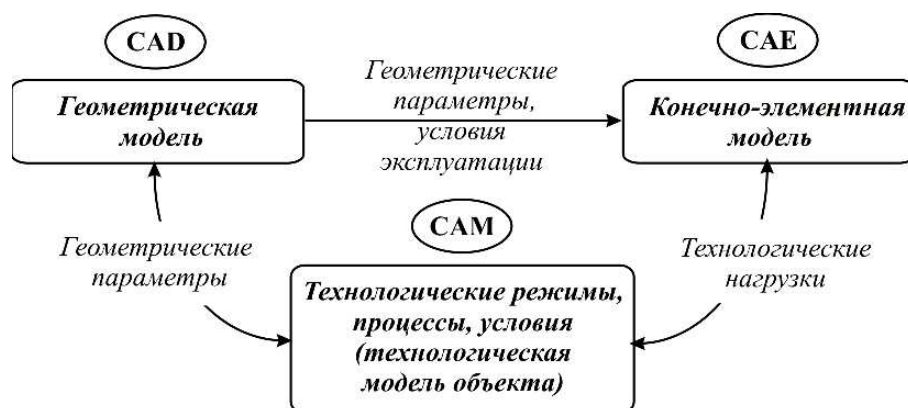 CAD
CAE
Геометрическая
модель
Геометрические
параметры,
условия
эксплуатации
Конечно-элементная
модель
CAM
Геометрические
параметры
Технологические режимы,
процессы, условия
(технологическая
модель объекта)
Технологические
нагрузки